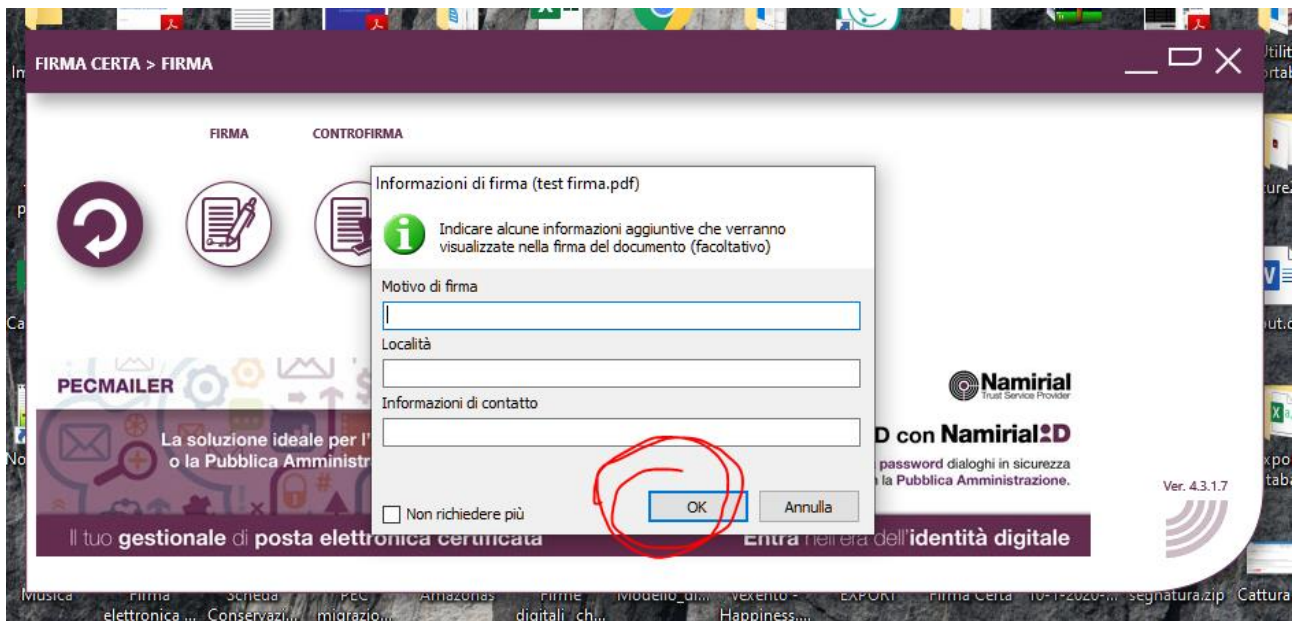 FIRMA CERTA > FIRMA
FIRMA
CONTROFIRMA
Informazioni di firma (test firma.pdf)
Indicare alcune informazioni aggiuntive che verranno
visualizzate nella firma del documento (facoltativo)
Motivo di firma
Località
Informazioni di contatto
Non richiedere più
OK
Annulla
PECMAILER
La soluzione ideale per l'
o la Pubblica Amministr
Il tuo gestionale di posta elettronica certificata
Namirial
Trust Service Provider
D con Namirial ID
password dialoghi in sicurezza
la Pubblica Amministrazione.
Entra nell'era dell'identità digitale
Ver. 4.3.1.7
Musica
Firma
elettronica ...
Scheda
Conservazi...
PEC
migrazio...
Amazonas
Firme
digitali_ch...
Modello_di...
Vexento -
Happiness....
EXPORT
Firma Certa
10-1-2020-...
segnatura.zip
Cattura